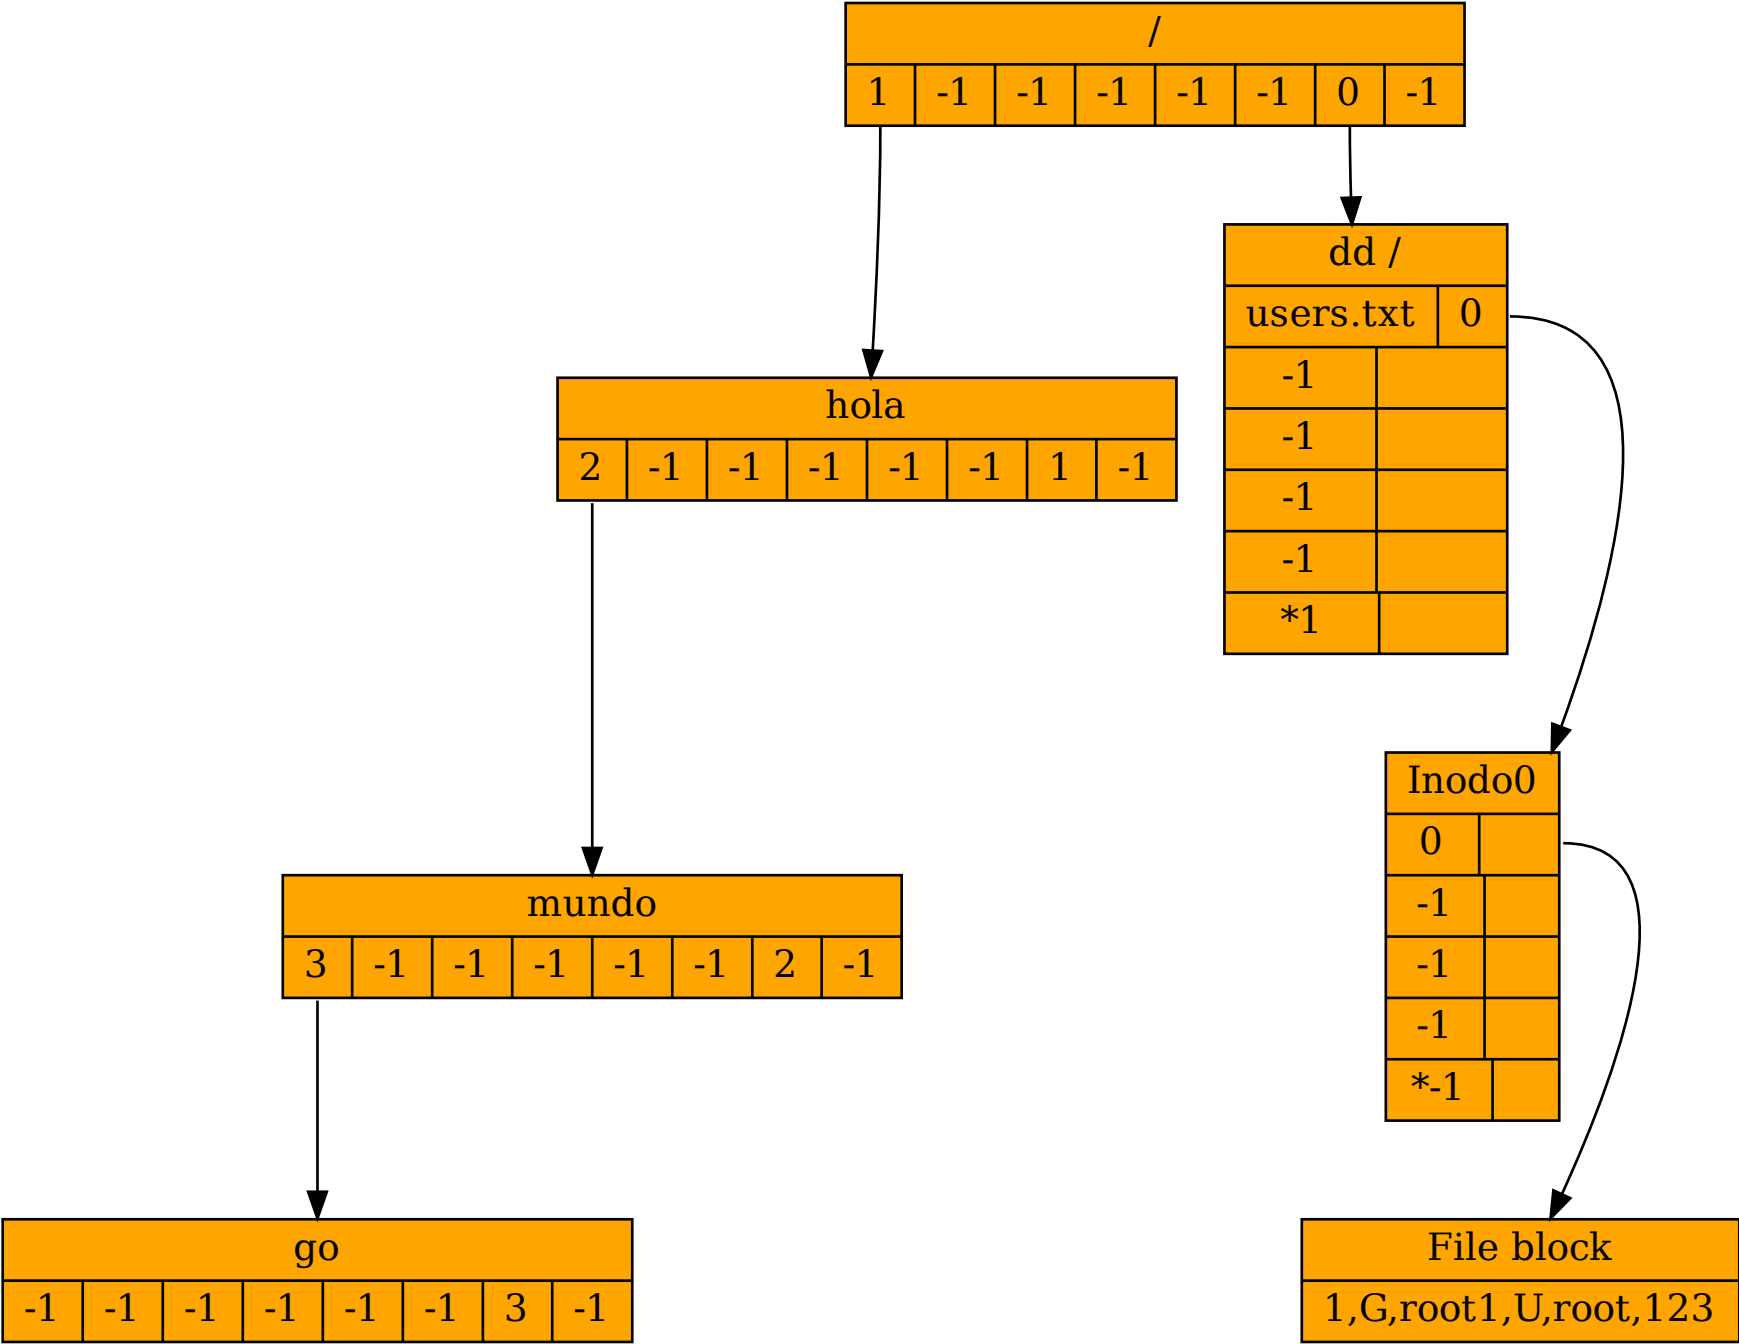 /
1 -1 -1 -1 -1 -1 0 -1
dd /
users.txt 0
-1
-1
-1
-1
*1
hola
2 -1 -1 -1 -1 -1 1 -1
Inodo0
0
-1
-1
-1
*-1
mundo
3 -1 -1 -1 -1 -1 2 -1
go
-1 -1 -1 -1 -1 -1 3 -1
File block
1,G,root1,U,root,123